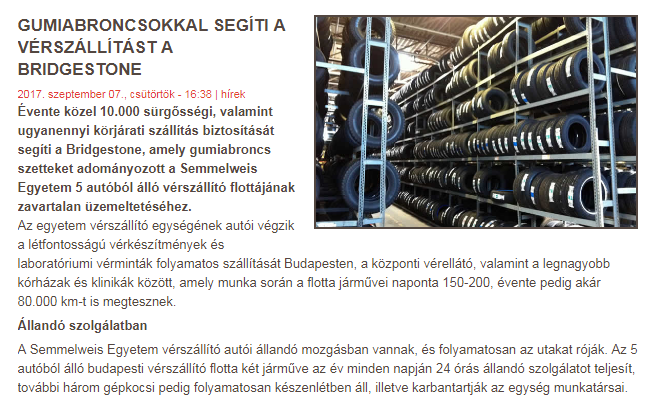 GUMIABRONCSOKKAL SEGÍTI A
VÉRSZÁLLÍTÁST A
BRIDGESTONE
2017. szeptember 07., csütörtök - 16:38 | hírek
Évente közel 10.000 sürgősségi, valamint
ugyanennyi kórjárati szállítás biztosítását
segíti a Bridgestone, amely gumiabroncs
szetteket adományozott a Semmelweis
Egyetem 5 autóból álló vérszállító flottájának
zavartalan üzemeltetéséhez.
Az egyetem vérszállító egységének autói végzik
a létfontosságú vérkészítmények és
laboratóriumi vérminták folyamatos szállítását Budapesten, a központi vérellátó, valamint a legnagyobb
kórházak és klinikák között, amely munka során a flotta járművei naponta 150-200, évente pedig akár
80.000 km-t is megtesznek.
Állandó szolgálatban
A Semmelweis Egyetem vérszállító autói állandó mozgásban vannak, és folyamatosan az utakat róják. Az 5
autóból álló budapesti vérszállító flotta két járműve az év minden napján 24 órás állandó szolgálatot teljesít,
további három gépkocsi pedig folyamatosan készenlétben áll, illetve karbantartják az egység munkatársai.